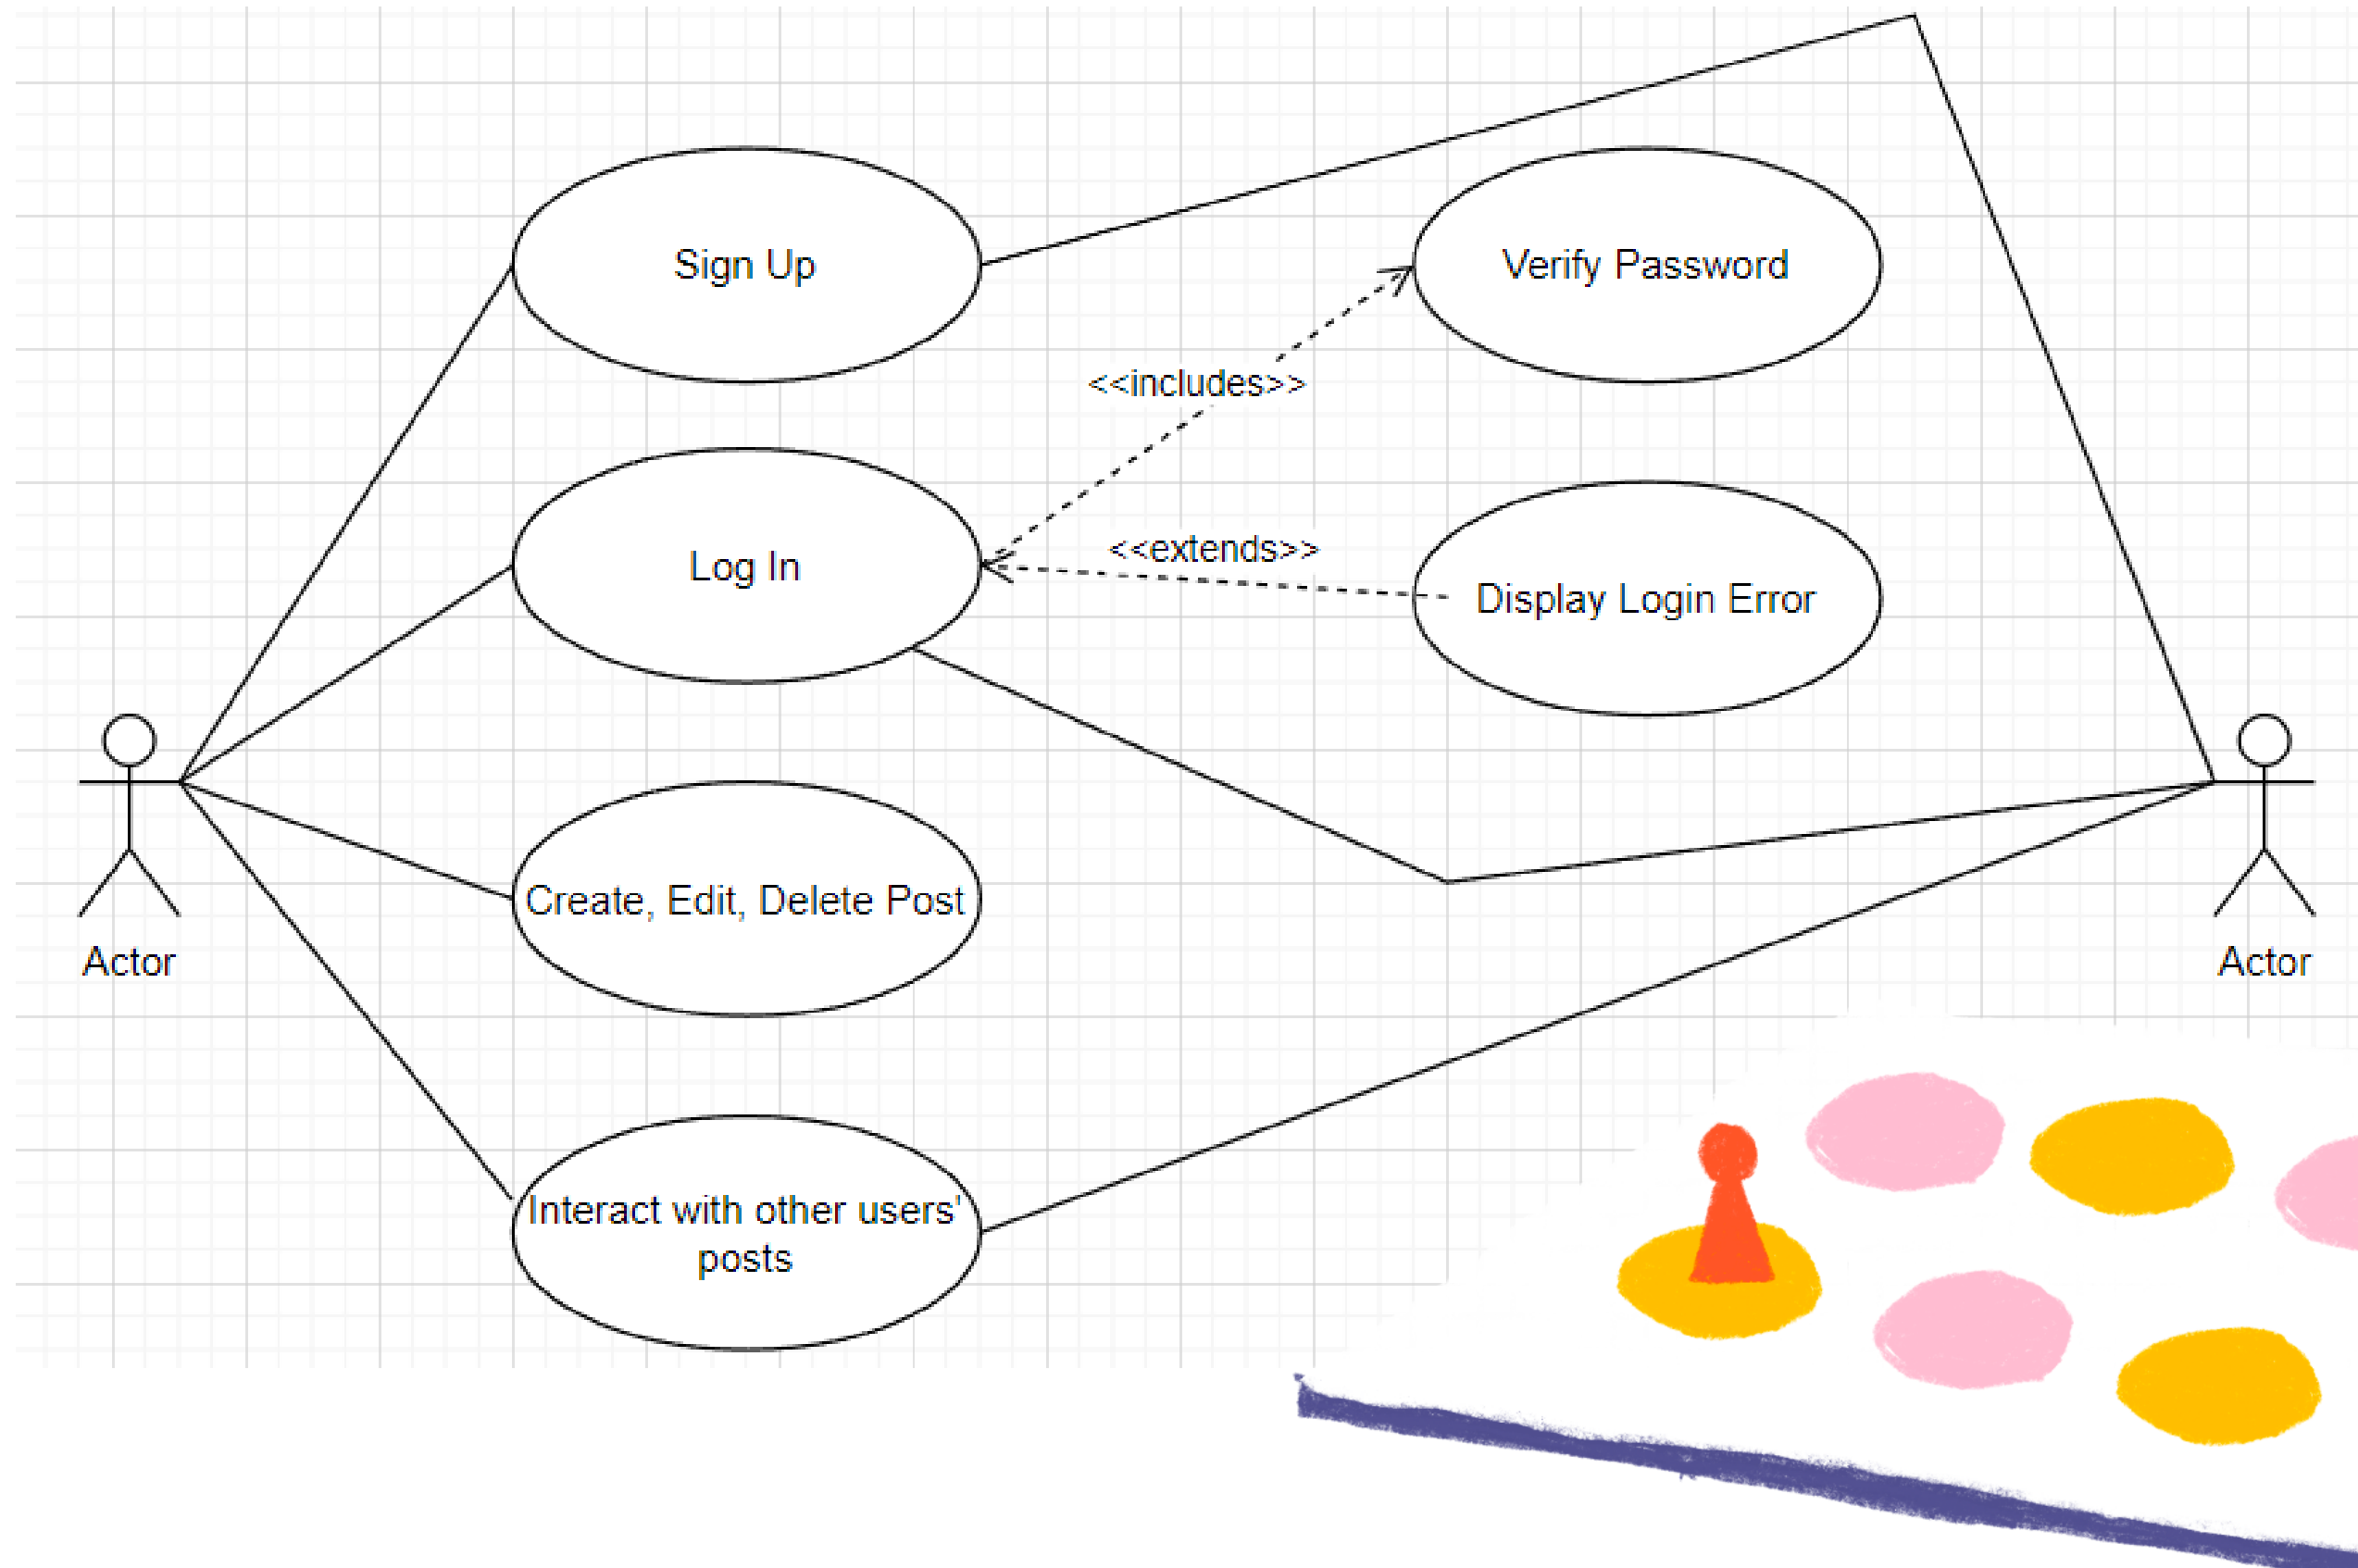 Sign Up
Verify Password
<<includes>>
Log In
<<extends>>
Display Login Error
Create, Edit, Delete Post
Actor
Actor
Interact with other users'
posts